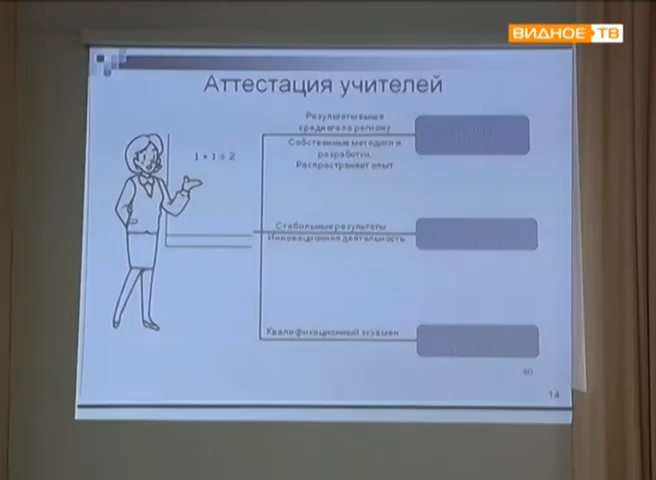 ВИДНОЕ ТВ
Аттестация учителей
1 + 1 = 2
Результаты выше
среднего по региону
Собственные методики и
разработки,
Распространяет опыт
Стабильные результаты
Инновационная деятельность
Квалификационный экзамен
14